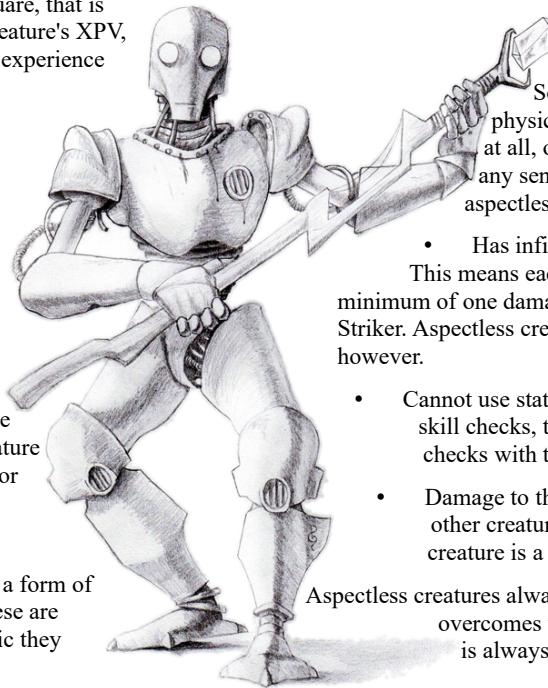 uare, that is
eature's XPV,
experience
e
ature
or
a form of
ese are
ic they
So
physic
at all, o
any sen
aspectles
• Has infi
This means eac
minimum of one dama
Striker. Aspectless cre
however.
• Cannot use stat
skill checks, t
checks with t
• Damage to th
other creatur
creature is a
Aspectless creatures alwa
overcomes
is always